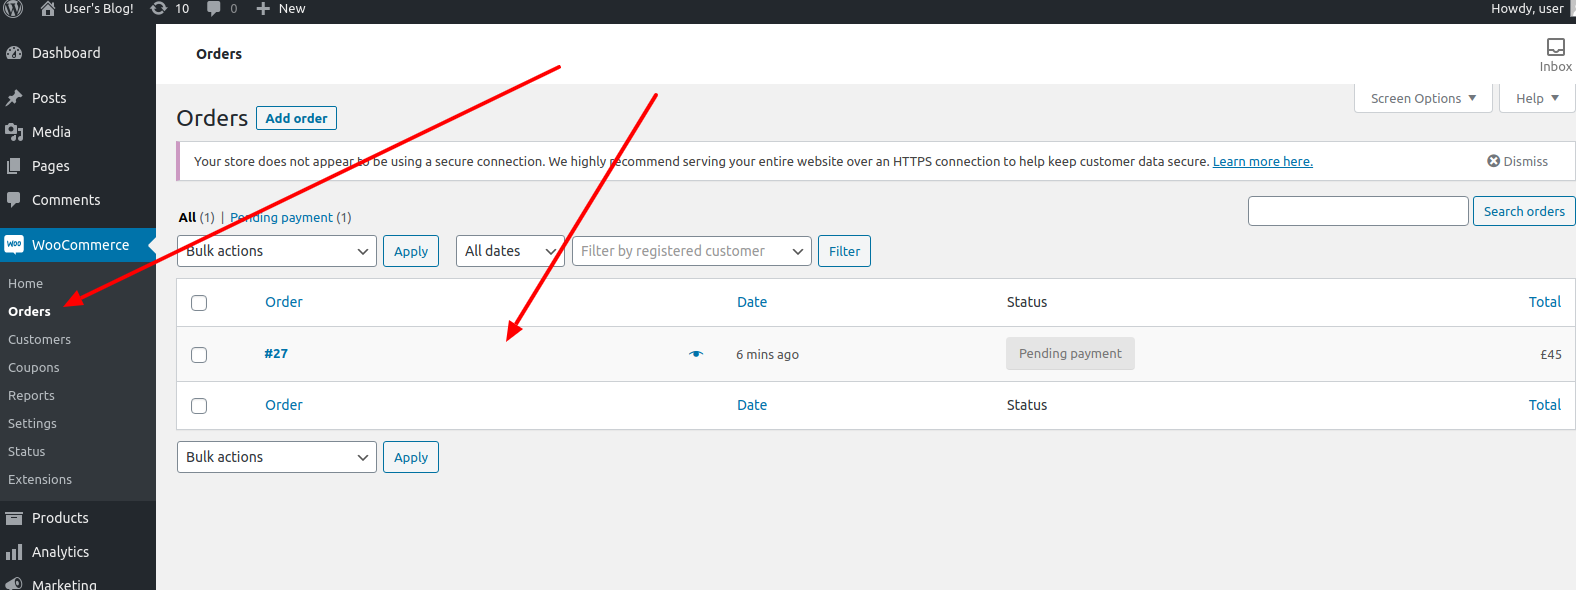 User's Blog! 10 0 New Howdy, user
Dashboard
Posts
Media
Pages
Comments
WooCommerce
Home
Orders
Customers
Coupons
Reports
Settings
Status
Extensions
Products
Analytics
Marketing
Orders
Inbox
Screen Options Help
Orders Add order
Your store does not appear to be using a secure connection. We highly recommend serving your entire website over an HTTPS connection to help keep customer data secure. Learn more here. Dismiss
All (1) | Pending payment (1)
Search orders
Bulk actions Apply All dates Filter by registered customer Filter
Order Date Status Total
#27 6 mins ago Pending payment £45
Order Date Status Total
Bulk actions Apply